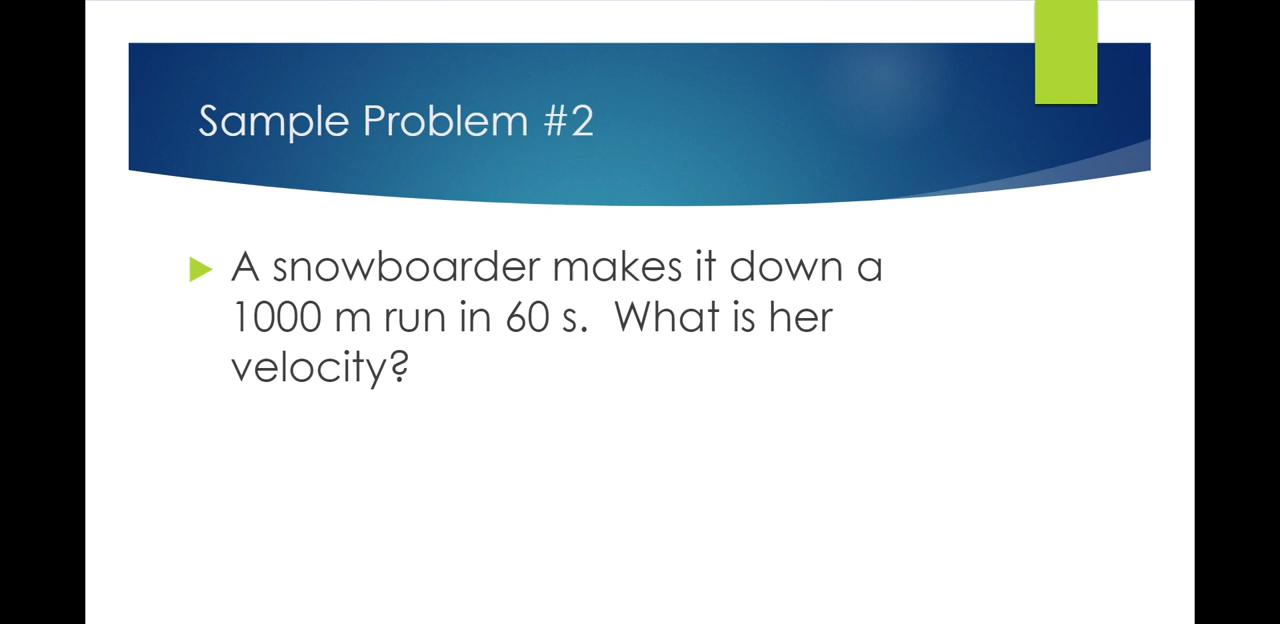 Sample Problem #2
A snowboarder makes it down a
1000 m run in 60 s.  What is her
velocity?